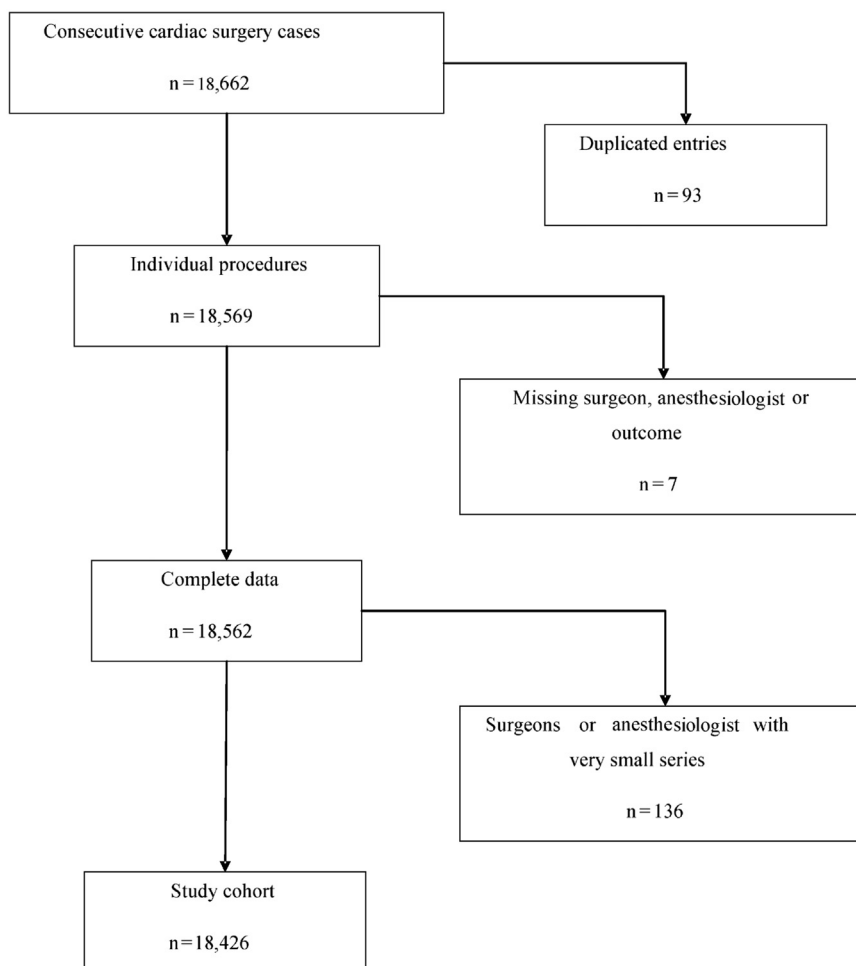 Consecutive cardiac surgery cases
n = 18,662
Duplicated entries
n = 93
Individual procedures
n = 18,569
Missing surgeon, anesthesiologist or
outcome
n = 7
Complete data
n = 18,562
Surgeons or anesthesiologist with
very small series
n = 136
Study cohort
n = 18,426